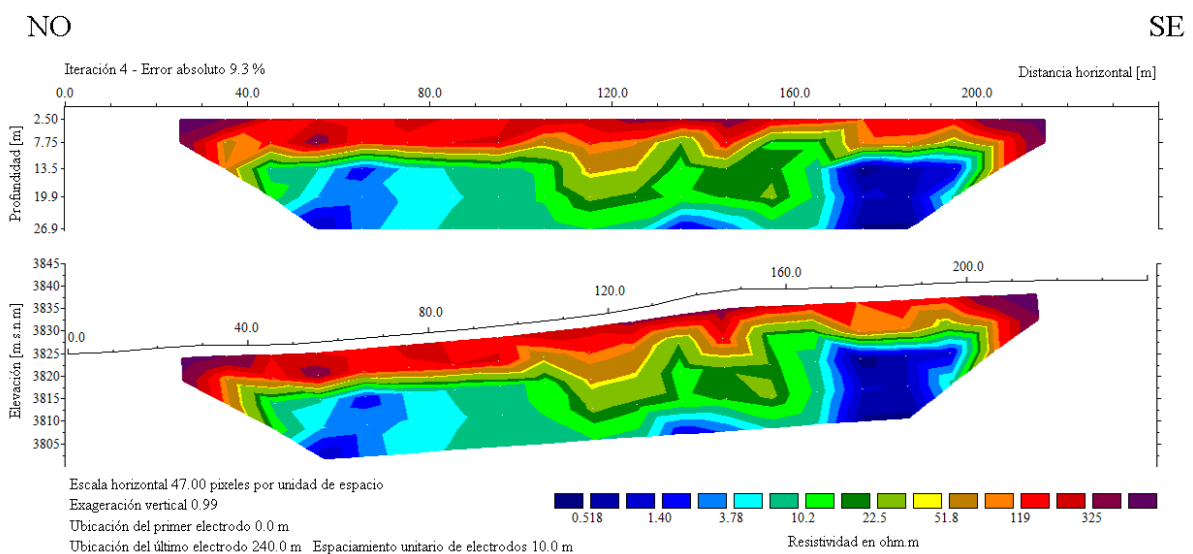 NO
SE
Iteración 4 - Error absoluto 9.3 %
Distancia horizontal [m]
0.0 40.0 80.0 120.0 160.0 200.0
Profundidad [m]
2.50
7.75
13.5
19.9
26.9
Elevación [m.s.n.m]
3845
3840
3835
3830
3825
3820
3815
3810
3805
0.0 40.0 80.0 120.0 160.0 200.0
Escala horizontal 47.00 pixeles por unidad de espacio
Exageración vertical 0.99
Ubicación del primer electrodo 0.0 m
Ubicación del último electrodo 240.0 m Espaciamiento unitario de electrodos 10.0 m
0.518 1.40 3.78 10.2 22.5 51.8 119 325
Resistividad en ohm.m